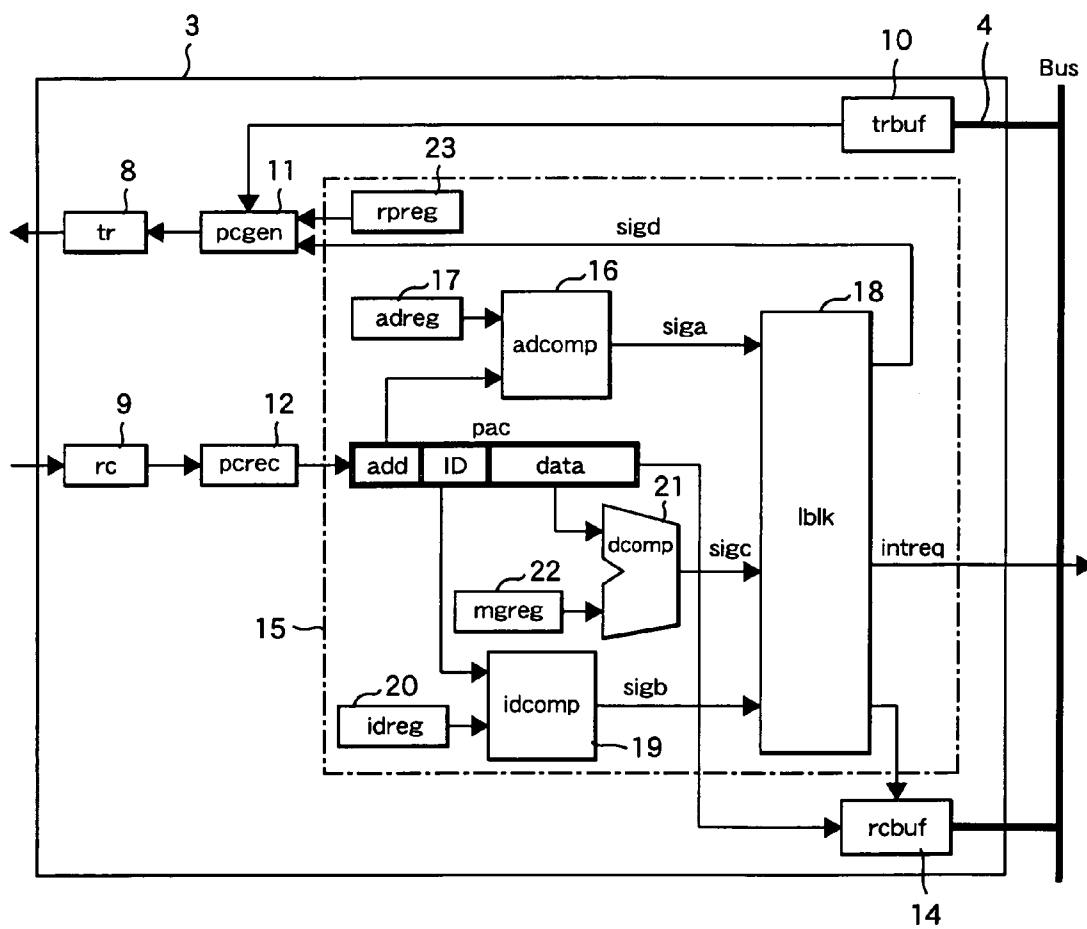 3
10
4
Bus
trbuf
23
8
11
rpreg
tr
pcgen
sigd
17
16
18
adreg
siga
adcomp
9
12
pac
rc
pcrec
add
ID
data
21
lblk
dcomp
sigc
intreq
22
mgreg
15
20
sigb
idcomp
idreg
19
rcbuf
14